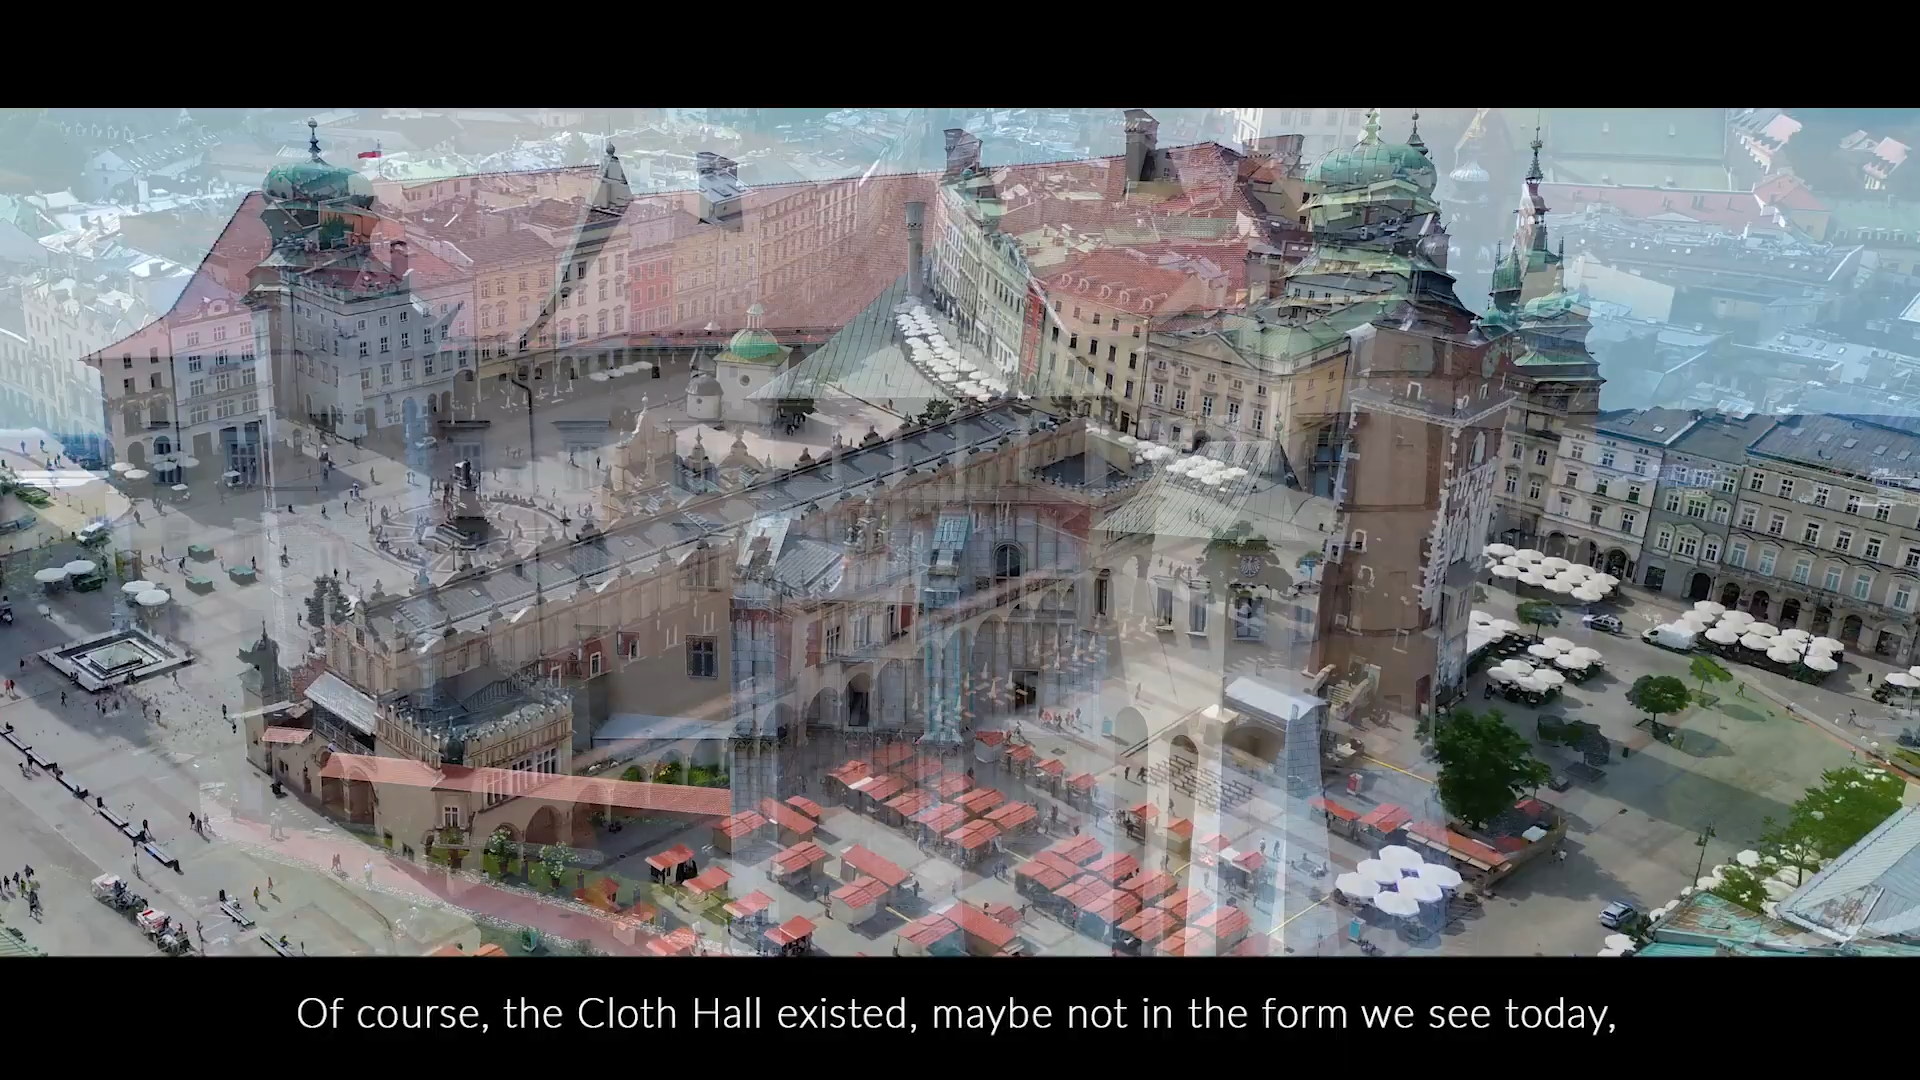 Of course, the Cloth Hall existed, maybe not in the form we see today,